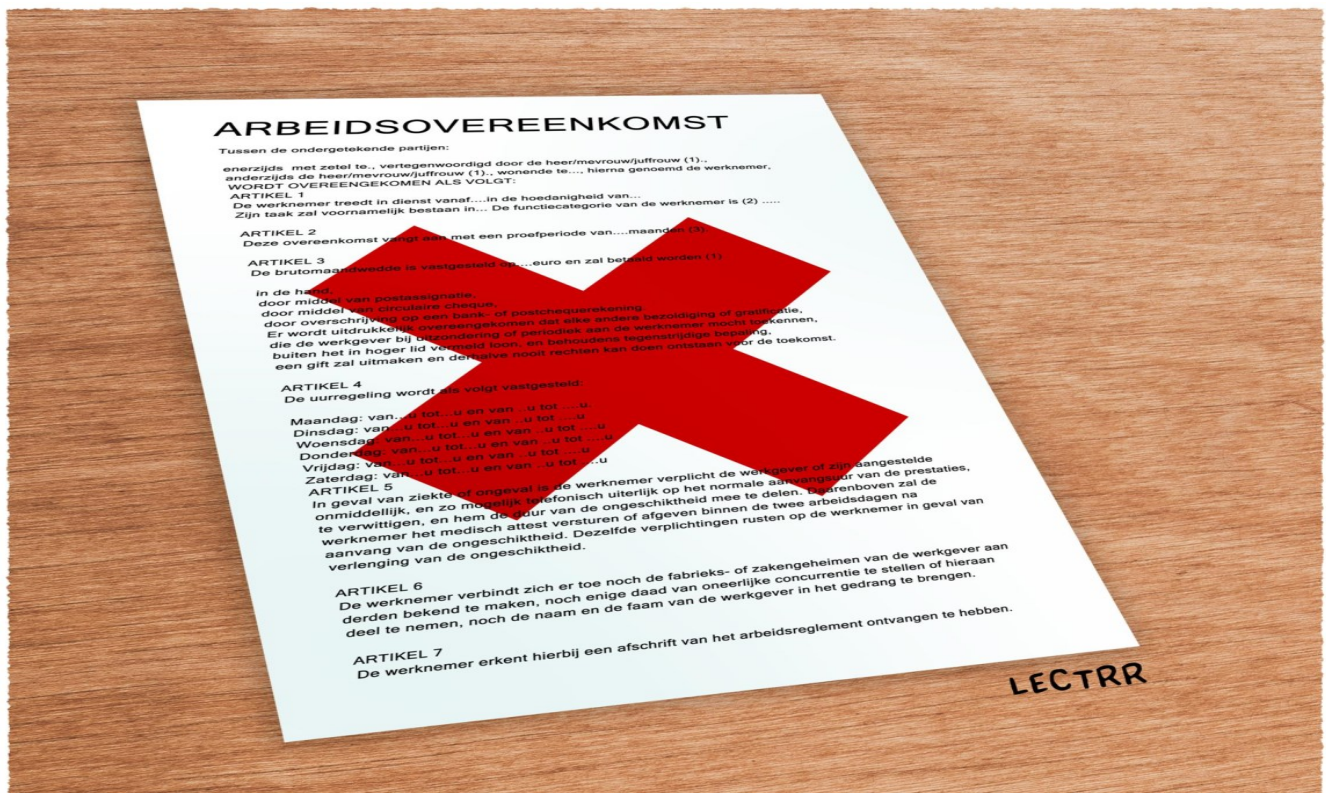 ARBEIDSOVEREENKOMST
Tussen de ondergetekende partijen:
enerzijds met zetel te., vertegenwoordigd door de heer/mevrouw/juffrouw (1).,
anderzijds de heer/mevrouw/juffrouw (1)., wonende te..., hierna genoemd de werknemer,
WORDT OVEREENGEKOMEN ALS VOLGT:
ARTIKEL 1
De werknemer treedt in dienst vanaf....in de hoedanigheid van...
Zijn taak zal voornamelijk bestaan in... De functiecategorie van de werknemer is (2) .....
ARTIKEL 2
Deze overeenkomst vangt aan met een proefperiode van....maanden (3).
ARTIKEL 3
De brutomaandwedde is vastgesteld op....euro en zal betaald worden (1)
in de hand,
door middel van postassignatie,
door middel van circulaire cheque,
door overschrijving op een bank- of postchequerekening.
Er wordt uitdrukkelijk overeengekomen dat elke andere bezoldiging of gratificatie,
die de werkgever bij uitzondering of periodiek aan de werknemer mocht toekennen,
buiten het in hoger lid vermeld loon, en behoudens tegenstrijdige bepaling,
een gift zal uitmaken en derhalve nooit rechten kan doen ontstaan voor de toekomst.
ARTIKEL 4
De uurregeling wordt als volgt vastgesteld:
Maandag: van...u tot...u en van ..u tot ....u.
Dinsdag: van...u tot...u en van ..u tot ....u
Woensdag: van...u tot...u en van ..u tot ....u
Donderdag: van...u tot...u en van ..u tot ....u
Vrijdag: van...u tot...u en van ..u tot ....u
Zaterdag: van...u tot...u en van ..u tot ....u
ARTIKEL 5
In geval van ziekte of ongeval is de werknemer verplicht de werkgever of zijn aangestelde
onmiddellijk, en zo mogelijk telefonisch uiterlijk op het normale aanvangsuur van de prestaties,
te verwittigen, en hem de duur van de ongeschiktheid mee te delen. Daarenboven zal de
werknemer het medisch attest versturen of afgeven binnen de twee arbeidsdagen na
aanvang van de ongeschiktheid. Dezelfde verplichtingen rusten op de werknemer in geval van
verlenging van de ongeschiktheid.
ARTIKEL 6
De werknemer verbindt zich er toe noch de fabrieks- of zakengeheimen van de werkgever aan
derden bekend te maken, noch enige daad van oneerlijke concurrentie te stellen of hieraan
deel te nemen, noch de naam en de faam van de werkgever in het gedrang te brengen.
ARTIKEL 7
De werknemer erkent hierbij een afschrift van het arbeidsreglement ontvangen te hebben.
LECTRR